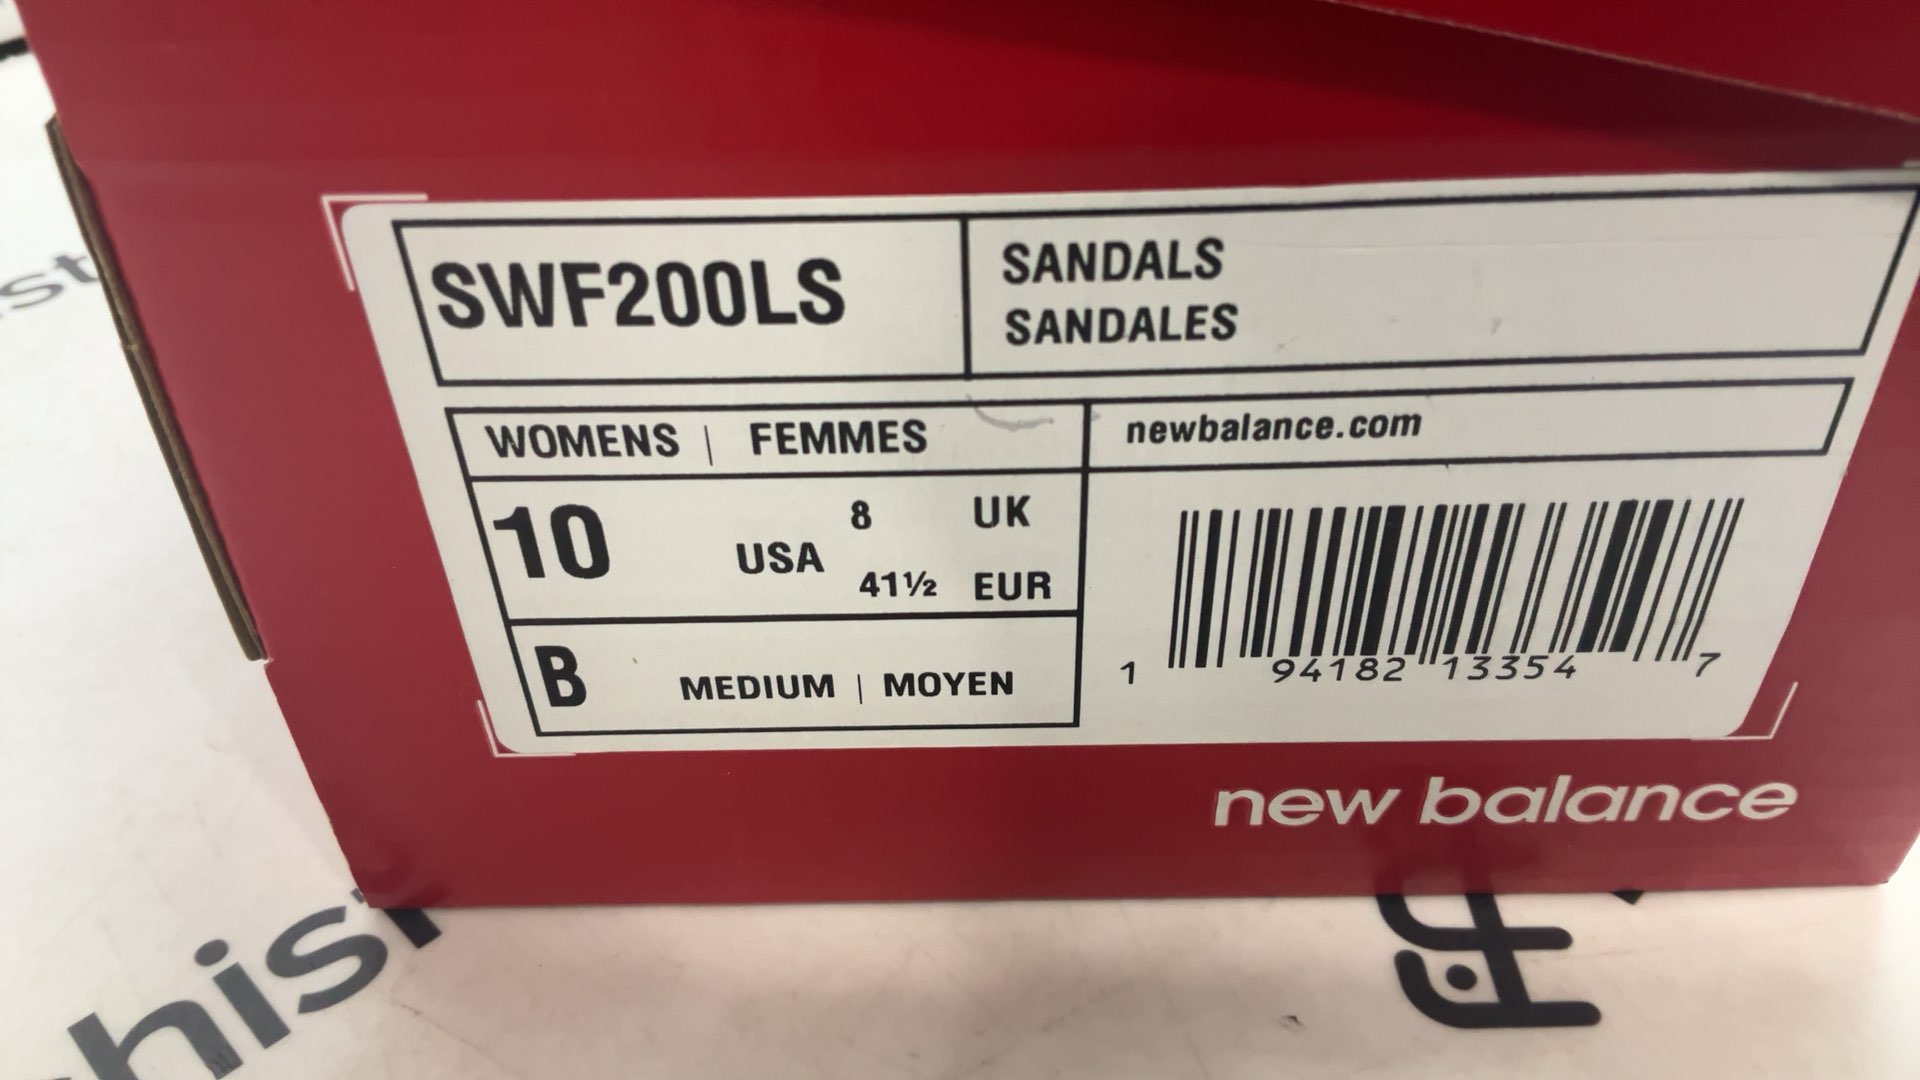 SWF200LS
SANDALS
SANDALES
WOMENS | FEMMES
newbalance.com
10 USA 8 UK
41½ EUR
B MEDIUM | MOYEN
1 94182 13354 7
new balance